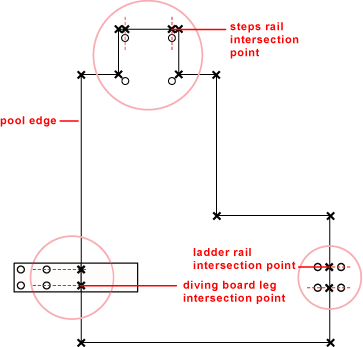 steps rail
intersection
point
pool edge
ladder rail
intersection point
diving board leg
intersection point